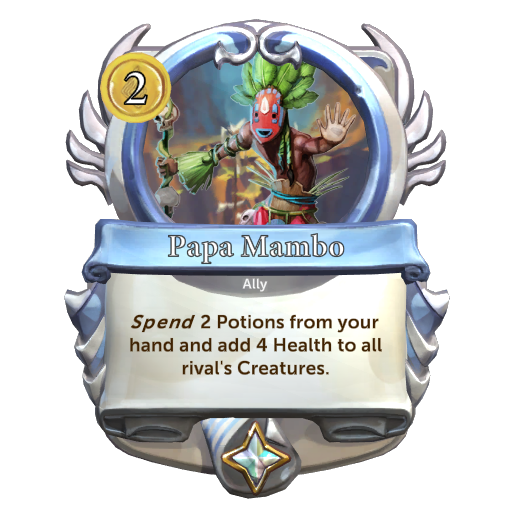 2
Papa Mambo
Ally
Spend 2 Potions from your
hand and add 4 Health to all
rival's Creatures.